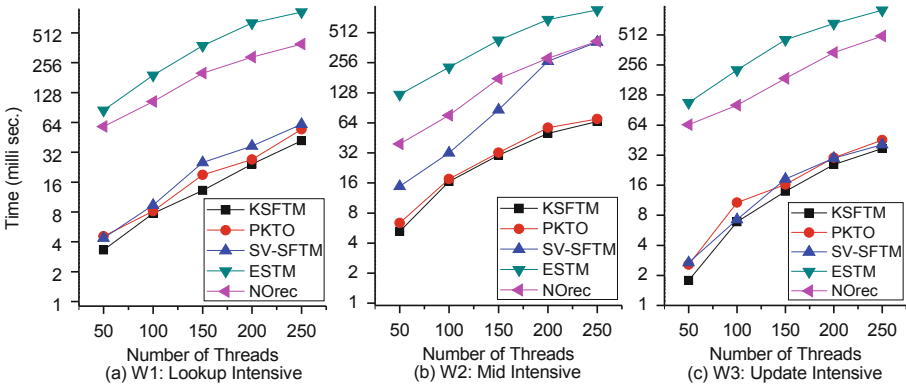 Time (milli sec.)
512
256
128
64
32
16
8
4
2
1
KSFTM
PKTO
SV-SFTM
ESTM
NOrec
50 100 150 200 250
Number of Threads
(a) W1: Lookup Intensive
512
256
128
64
32
16
8
4
2
1
KSFTM
PKTO
SV-SFTM
ESTM
NOrec
50 100 150 200 250
Number of Threads
(b) W2: Mid Intensive
512
256
128
64
32
16
8
4
2
1
KSFTM
PKTO
SV-SFTM
ESTM
NOrec
50 100 150 200 250
Number of Threads
(c) W3: Update Intensive